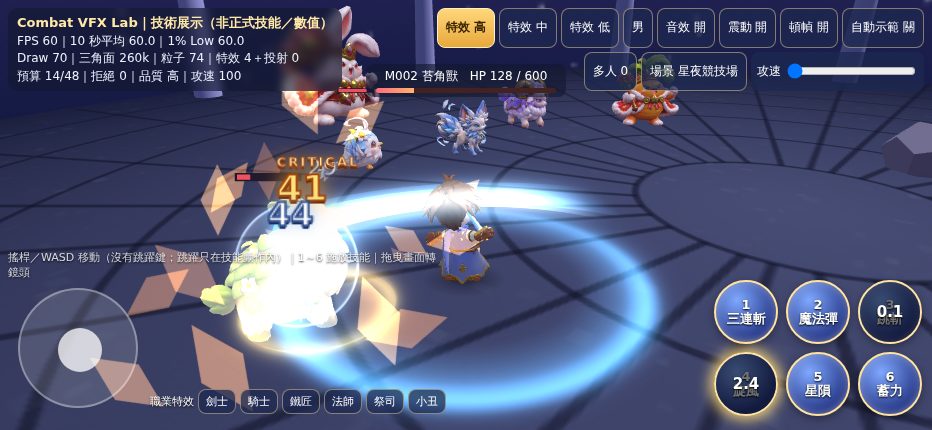 Combat VFX Lab｜技術展示（非正式技能／數值）
FPS 60｜10 秒平均 60.0｜1% Low 60.0
Draw 70｜三角面 260k｜粒子 74｜特效 4＋投射 0
預算 14/48｜拒絕 0｜品質 高｜攻速 100
特效 高
特效 中
特效 低
男
音效 開
震動 開
頓幀 開
自動示範 關
多人 0
場景 星夜競技場
攻速
M002 苔角獸 HP 128 / 600
CRITICAL
41
44
搖桿／WASD 移動（沒有跳躍鍵；跳躍只在技能動作內）｜1～6 施放技能｜拖曳畫面轉
鏡頭
1
三連斬
2
魔法彈
0.1
2.4
旋風
5
星隕
6
蓄力
職業特效
劍士
騎士
鐵匠
法師
祭司
小丑